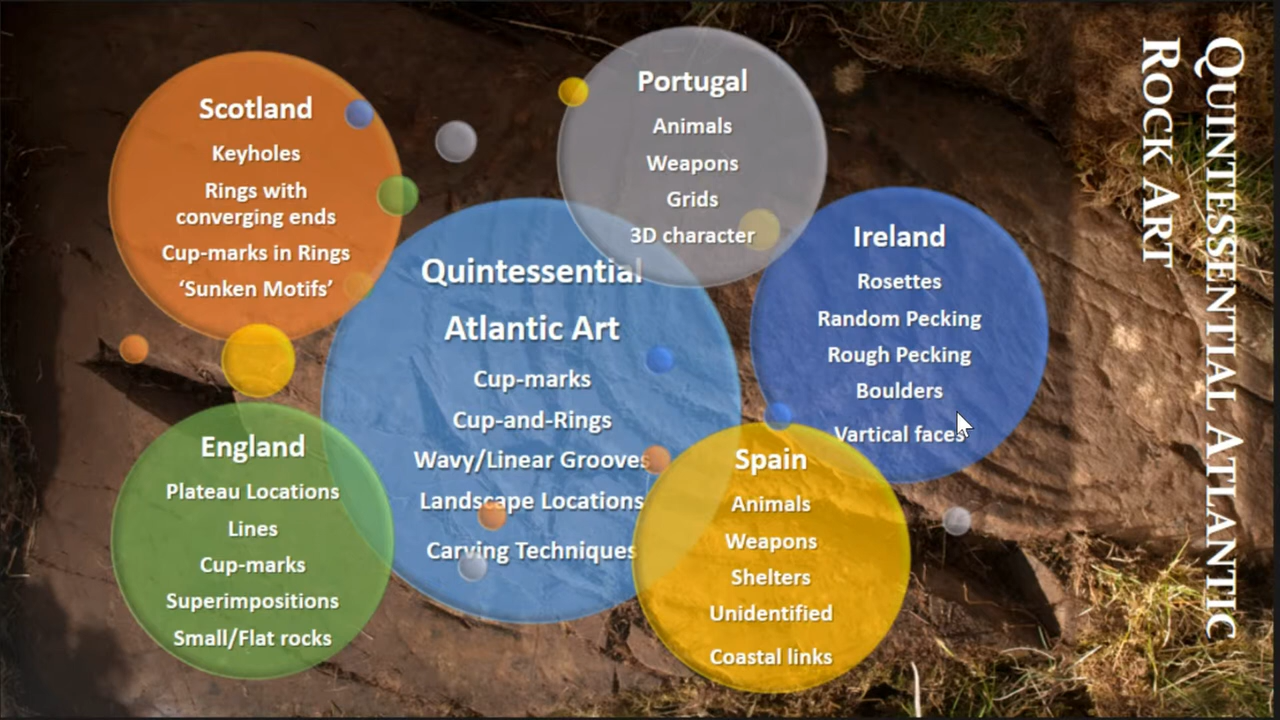 QUINTESSENTIAL ATLANTIC
ROCK ART
Scotland
Keyholes
Rings with
converging ends
Cup-marks in Rings
‘Sunken Motifs’
Portugal
Animals
Weapons
Grids
3D character
Quintessential
Atlantic Art
Cup-marks
Cup-and-Rings
Wavy/Linear Grooves
Landscape Locations
Carving Techniques
Ireland
Rosettes
Random Pecking
Rough Pecking
Boulders
Vartical faces
England
Plateau Locations
Lines
Cup-marks
Superimpositions
Small/Flat rocks
Spain
Animals
Weapons
Shelters
Unidentified
Coastal links